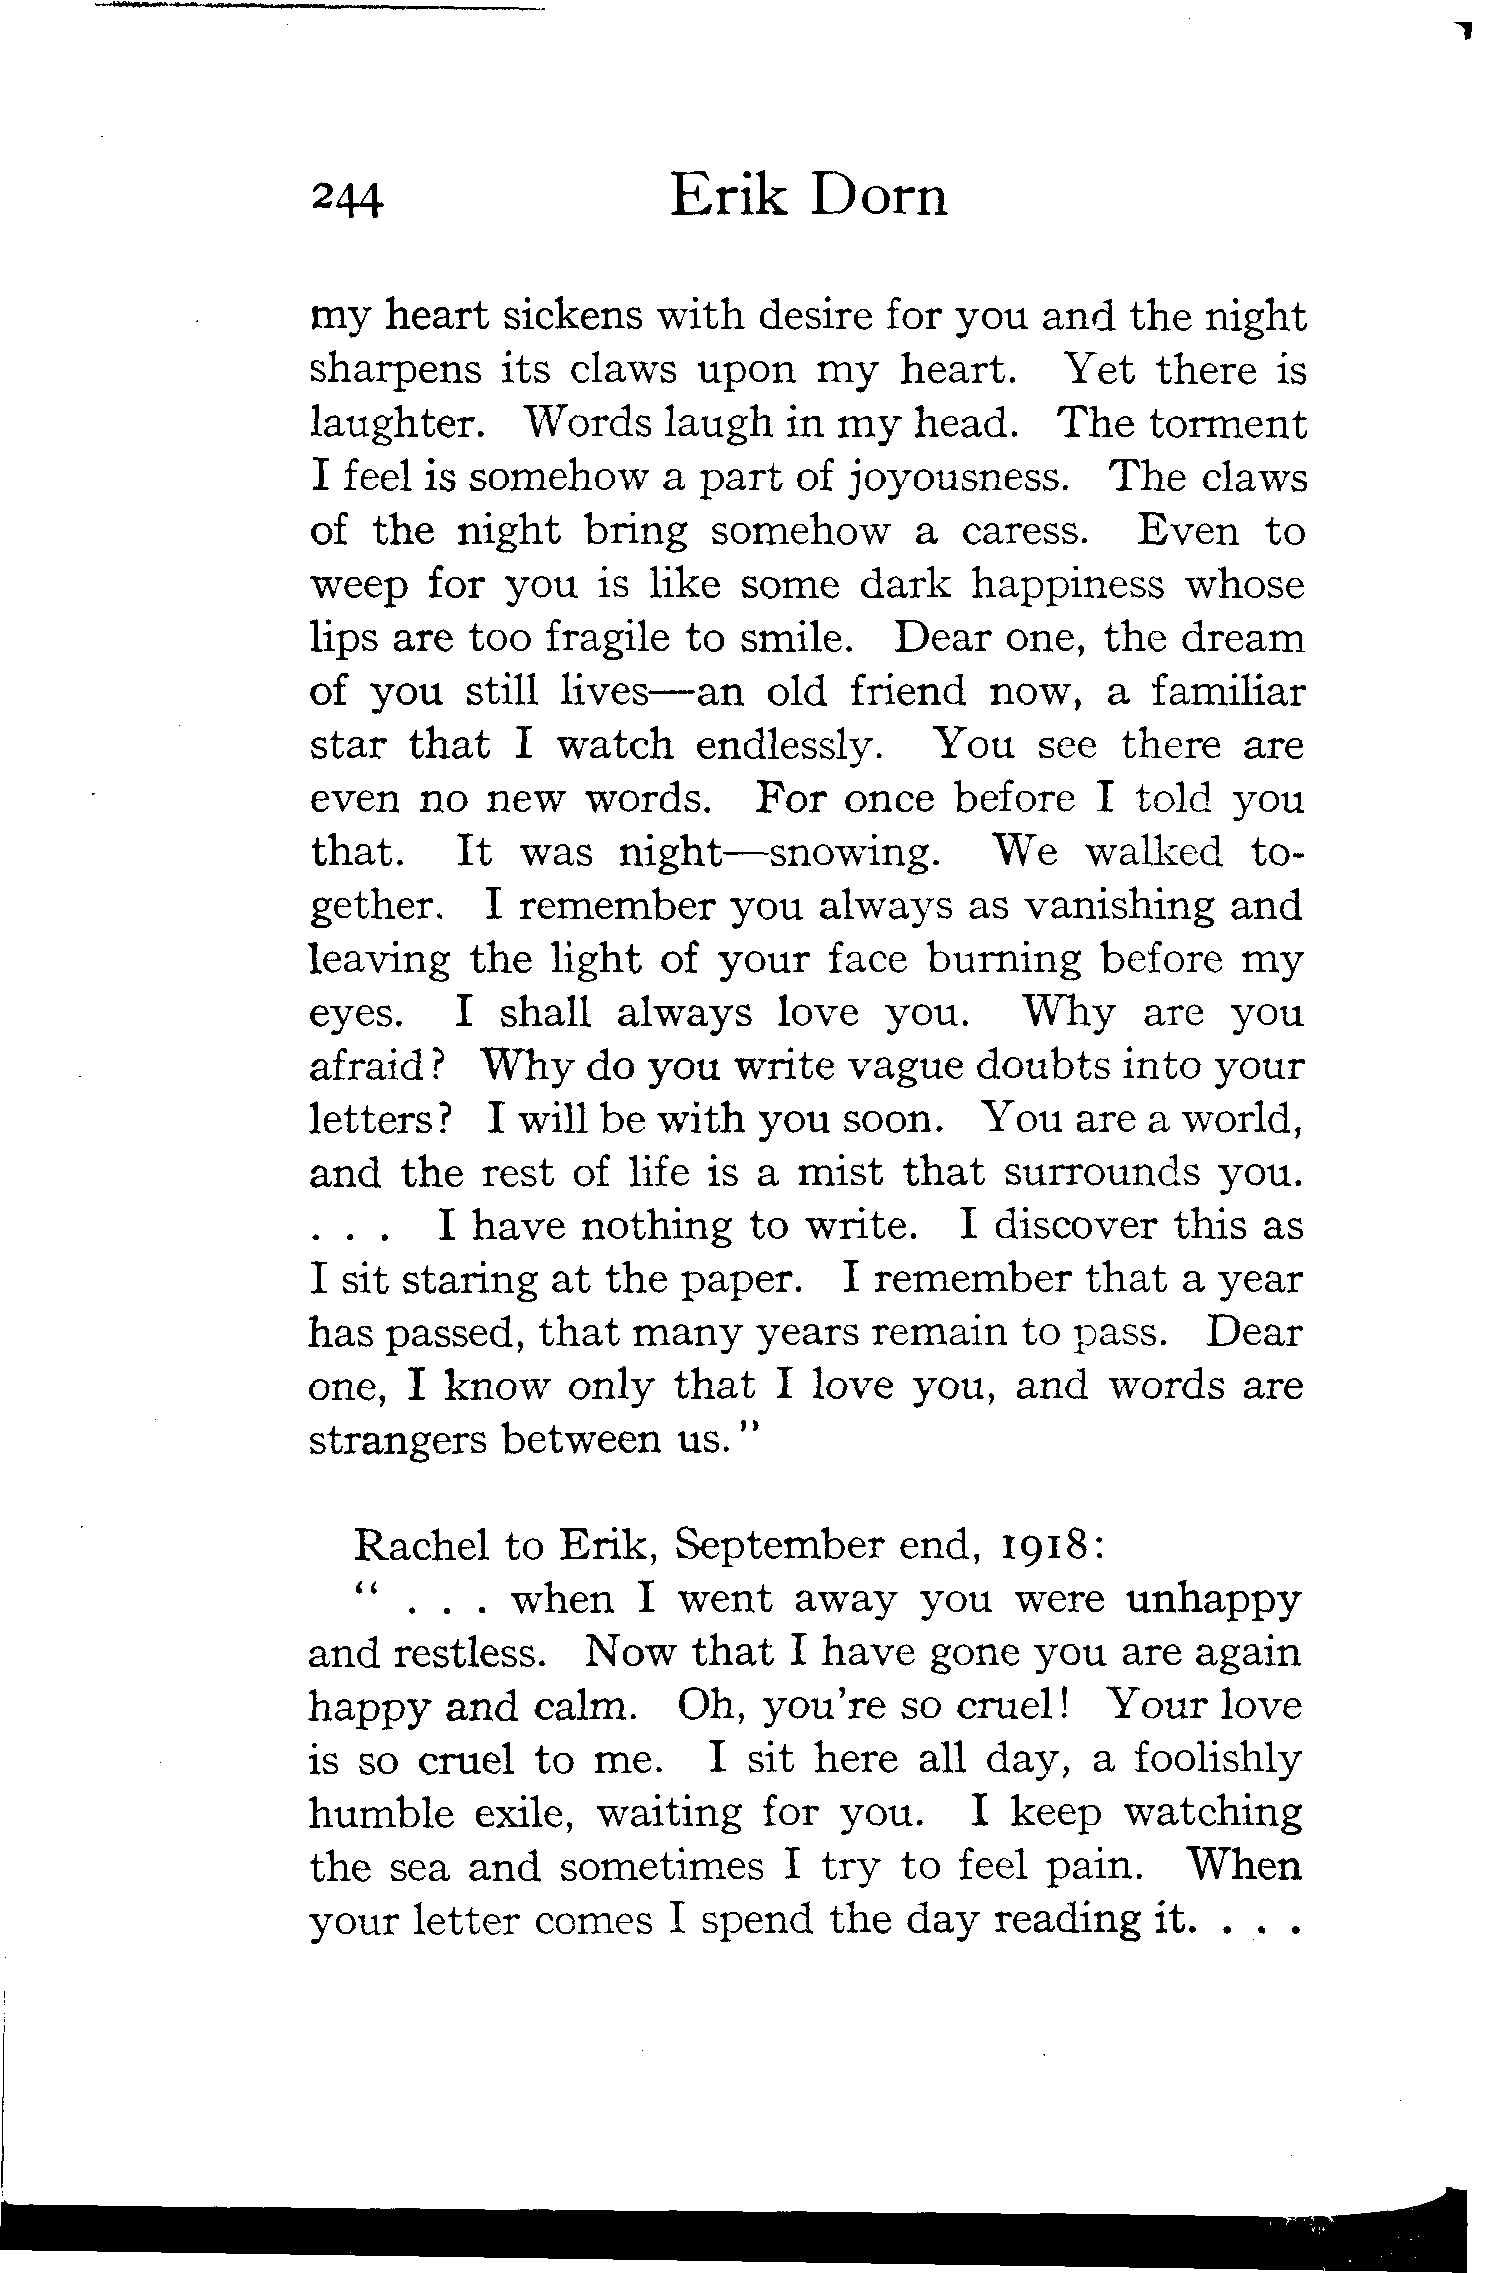 244 Erik Dorn
my heart sickens with desire for you and the night
sharpens its claws upon my heart. Yet there is
laughter. Words laugh in my head. The torment
I feel is somehow a part of joyousness. The claws
of the night bring somehow a caress. Even to
weep for you is like some dark happiness whose
lips are too fragile to smile. Dear one, the dream
of you still lives—an old friend now, a familiar
star that I watch endlessly. You see there are
even no new words. For once before I told you
that. It was night—snowing. We walked to-
gether. I remember you always as vanishing and
leaving the light of your face burning before my
eyes. I shall always love you. Why are you
afraid? Why do you write vague doubts into your
letters? I will be with you soon. You are a world,
and the rest of life is a mist that surrounds you.
. . . I have nothing to write. I discover this as
I sit staring at the paper. I remember that a year
has passed, that many years remain to pass. Dear
one, I know only that I love you, and words are
strangers between us."
Rachel to Erik, September end, 1918:
" . . . when I went away you were unhappy
and restless. Now that I have gone you are again
happy and calm. Oh, you're so cruel! Your love
is so cruel to me. I sit here all day, a foolishly
humble exile, waiting for you. I keep watching
the sea and sometimes I try to feel pain. When
your letter comes I spend the day reading it. . . .